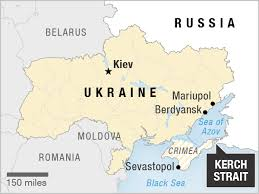 RUSSIA
BELARUS
Kiev
UKRAINE
Mariupol
Berdyansk
Sea of
Azov
MOLDOVA
ROMANIA
CRIMEA
KERCH
STRAIT
Sevastopol
Black Sea
150 miles